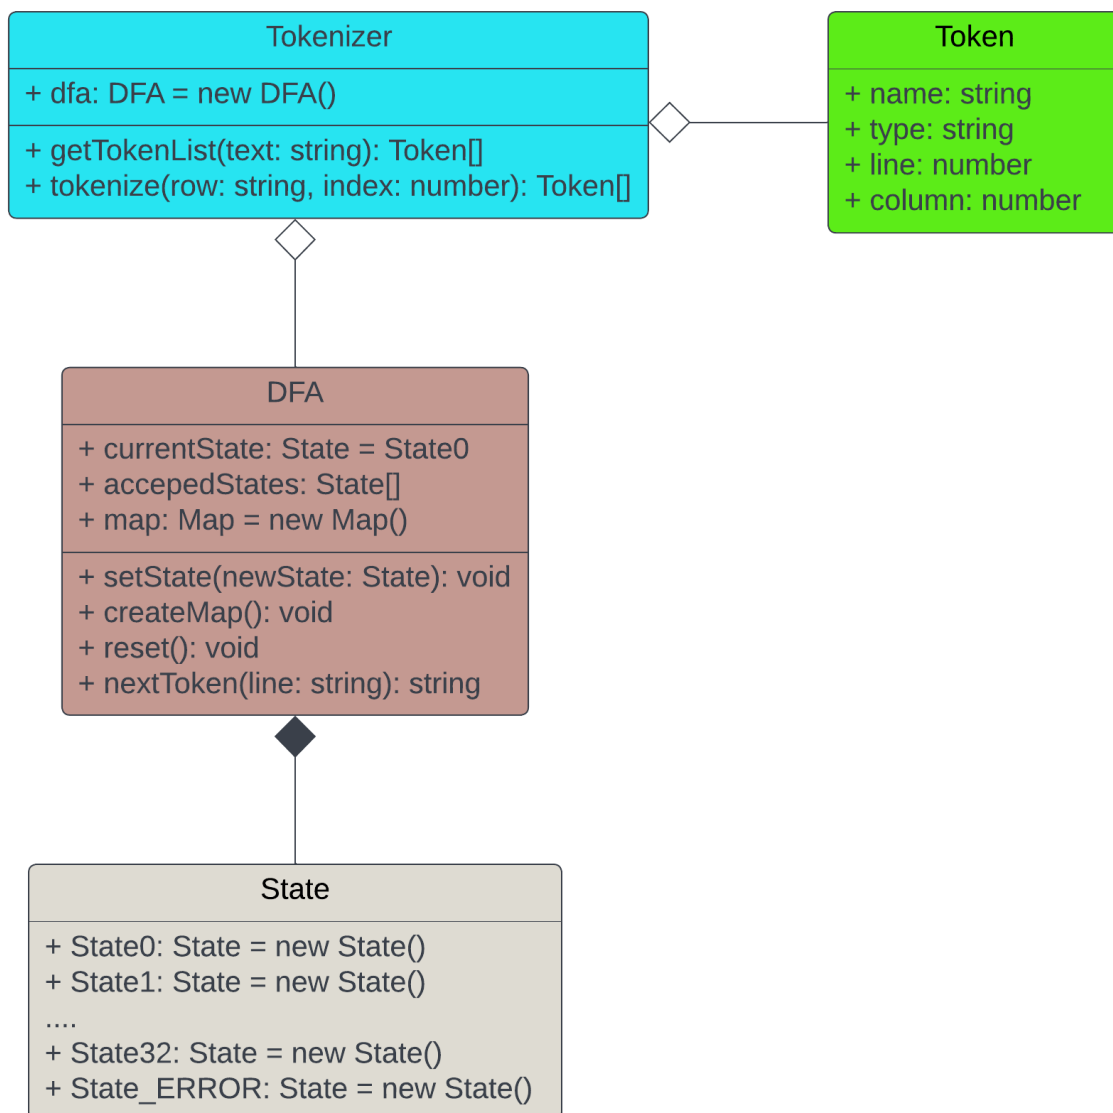 Tokenizer
+ dfa: DFA = new DFA()
+ getTokenList(text: string): Token[]
+ tokenize(row: string, index: number): Token[]
Token
+ name: string
+ type: string
+ line: number
+ column: number
DFA
+ currentState: State = State0
+ accepedStates: State[]
+ map: Map = new Map()
+ setState(newState: State): void
+ createMap(): void
+ reset(): void
+ nextToken(line: string): string
State
+ State0: State = new State()
+ State1: State = new State()
....
+ State32: State = new State()
+ State_ERROR: State = new State()